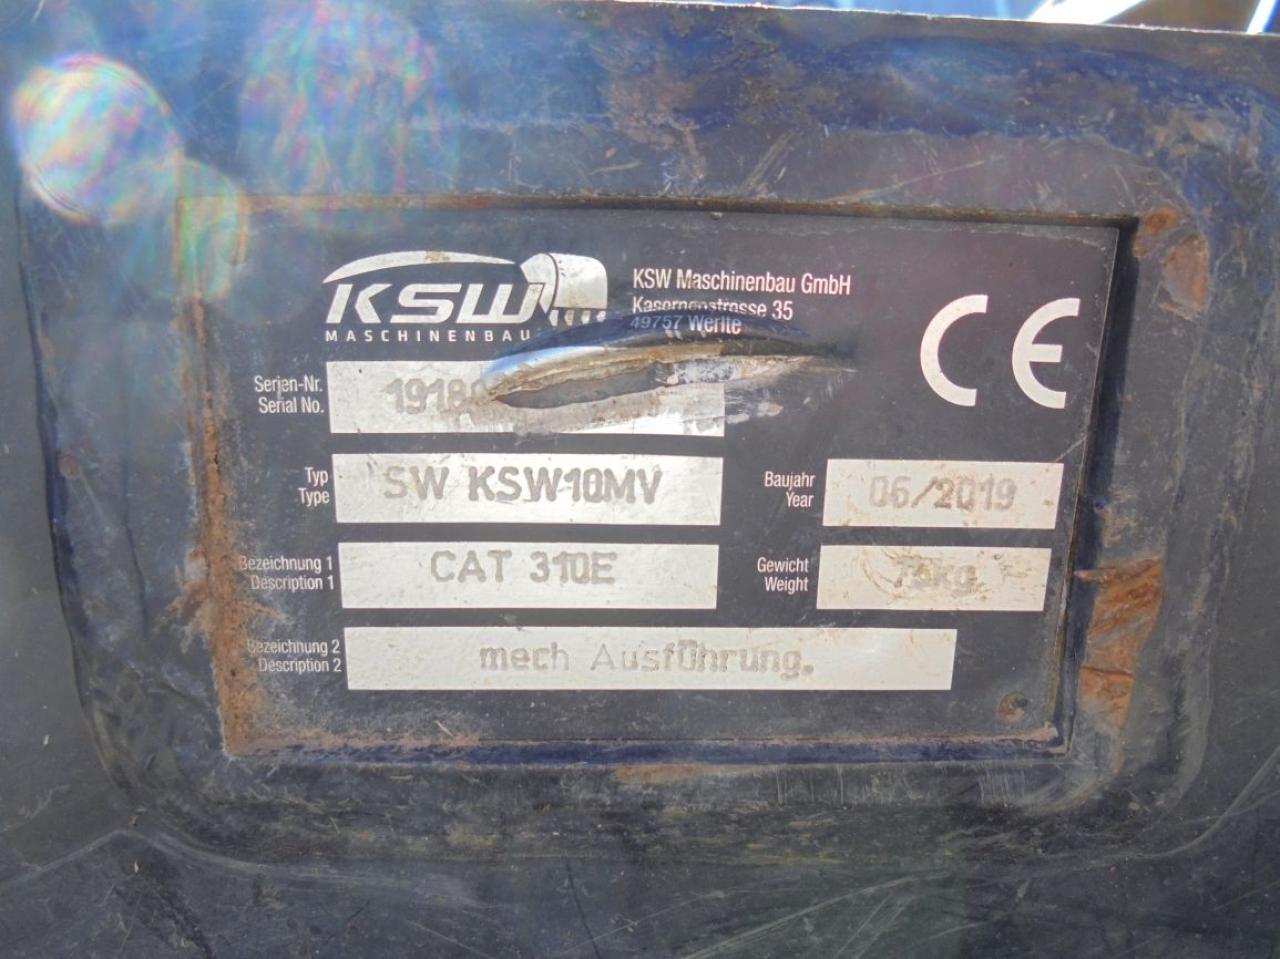 KSW
MASCHINENBAU
KSW Maschinenbau GmbH
Kasernenstrasse 35
49757 Werlte
CE
Serien-Nr.
Serial No.
Typ
Type
SW KSW10MV
Baujahr
Year
06/2019
Bezeichnung 1
Description 1
CAT 310E
Gewicht
Weight
Bezeichnung 2
Description 2
mech Ausführung.